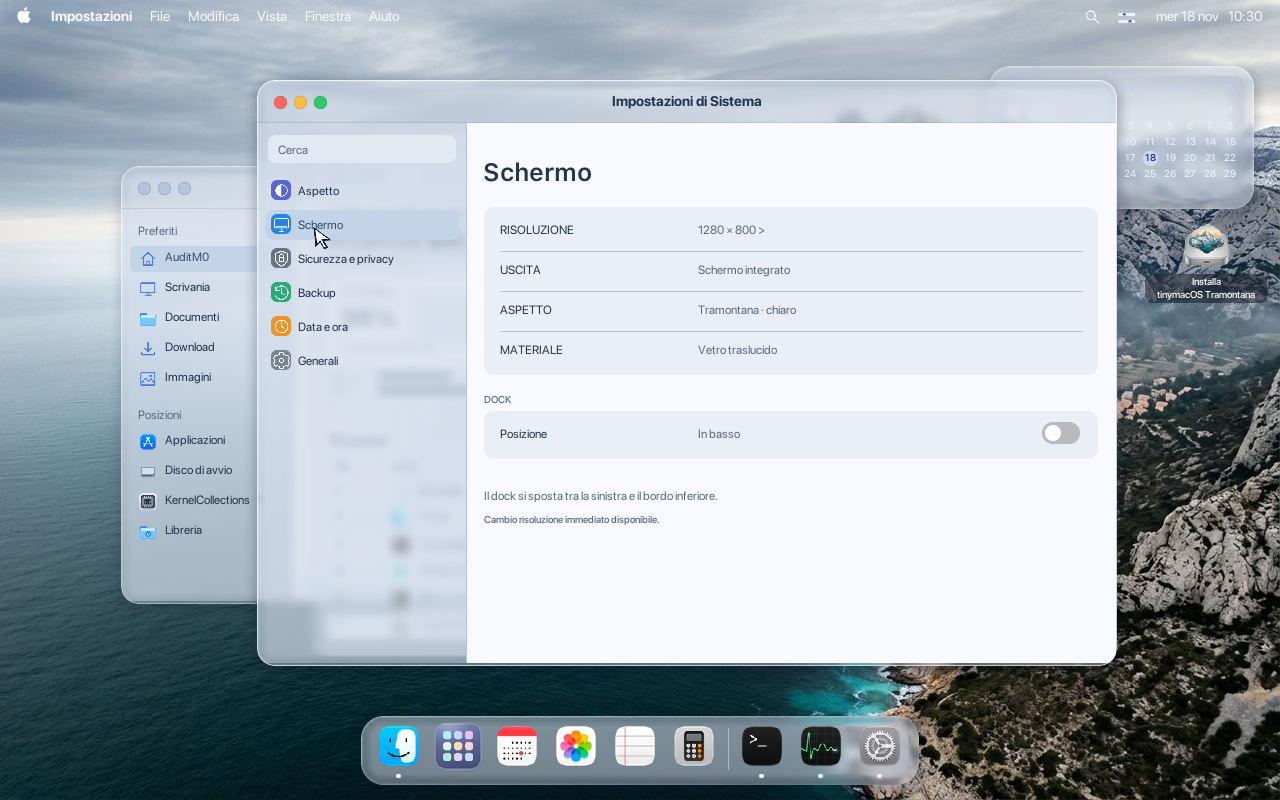 Impostazioni File Modifica Vista Finestra Aiuto mer 18 nov 10:30
Impostazioni di Sistema
1
3 4 5 6 7 8
10 11 12 13 14 15
17 18 19 20 21 22
24 25 26 27 28 29
Installa
tinymacOS Tramontana
Preferiti
AuditM0
Scrivania
Documenti
Download
Immagini
Posizioni
Applicazioni
Disco di avvio
KernelCollections
Libreria
Cerca
Aspetto
Schermo
Sicurezza e privacy
Backup
Data e ora
Generali
Schermo
RISOLUZIONE 1280 × 800 >
USCITA Schermo integrato
ASPETTO Tramontana · chiaro
MATERIALE Vetro traslucido
DOCK
Posizione In basso
Il dock si sposta tra la sinistra e il bordo inferiore.
Cambio risoluzione immediato disponibile.